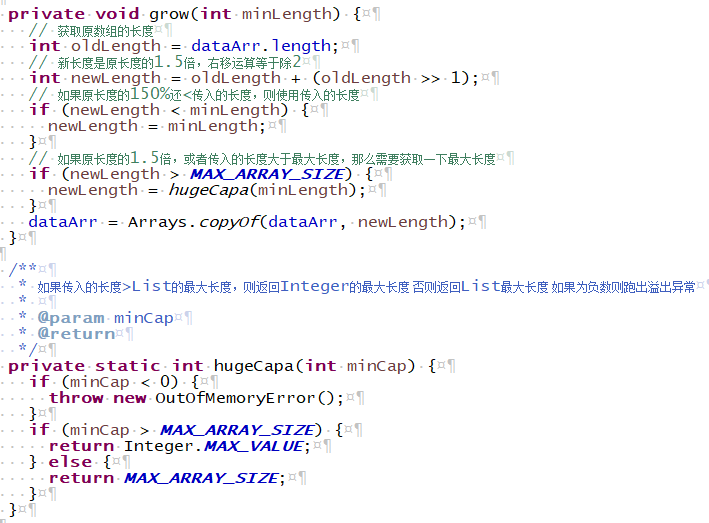 private void grow(int minLength) {
// 获取原数组的长度
int oldLength = dataArr.length;
// 新长度是原长度的1.5倍，右移运算等于除2
int newLength = oldLength + (oldLength >> 1);
// 如果原长度的150%还<传入的长度，则使用传入的长度
if (newLength < minLength) {
newLength = minLength;
}
// 如果原长度的1.5倍，或者传入的长度大于最大长度，那么需要获取一下最大长度
if (newLength > MAX_ARRAY_SIZE) {
newLength = hugeCapa(minLength);
}
dataArr = Arrays.copyOf(dataArr, newLength);
}
/**
* 如果传入的长度>List的最大长度，则返回Integer的最大长度 否则返回List最大长度 如果为负数则跑出溢出异常
*
* @param minCap
* @return
*/
private static int hugeCapa(int minCap) {
if (minCap < 0) {
throw new OutOfMemoryError();
}
if (minCap > MAX_ARRAY_SIZE) {
return Integer.MAX_VALUE;
} else {
return MAX_ARRAY_SIZE;
}
}